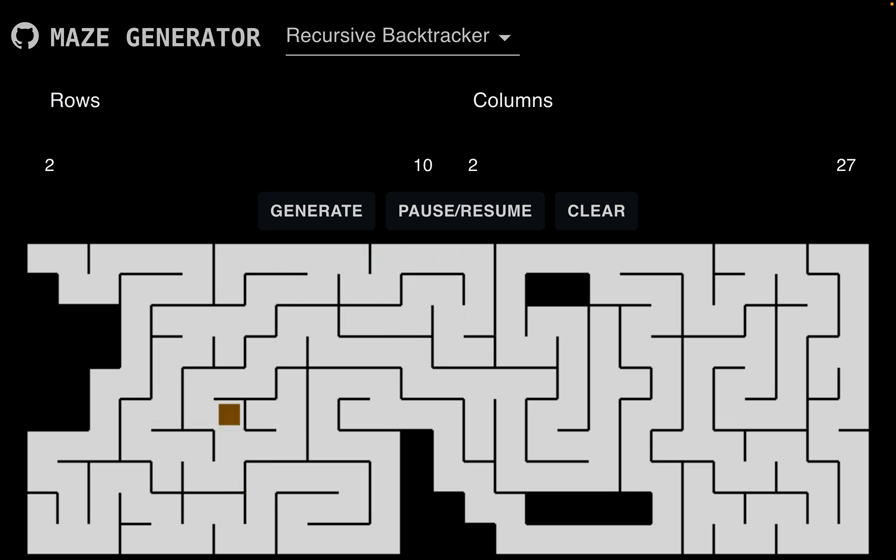 MAZE GENERATOR
Recursive Backtracker
Rows
Columns
2
10
2
27
GENERATE
PAUSE/RESUME
CLEAR